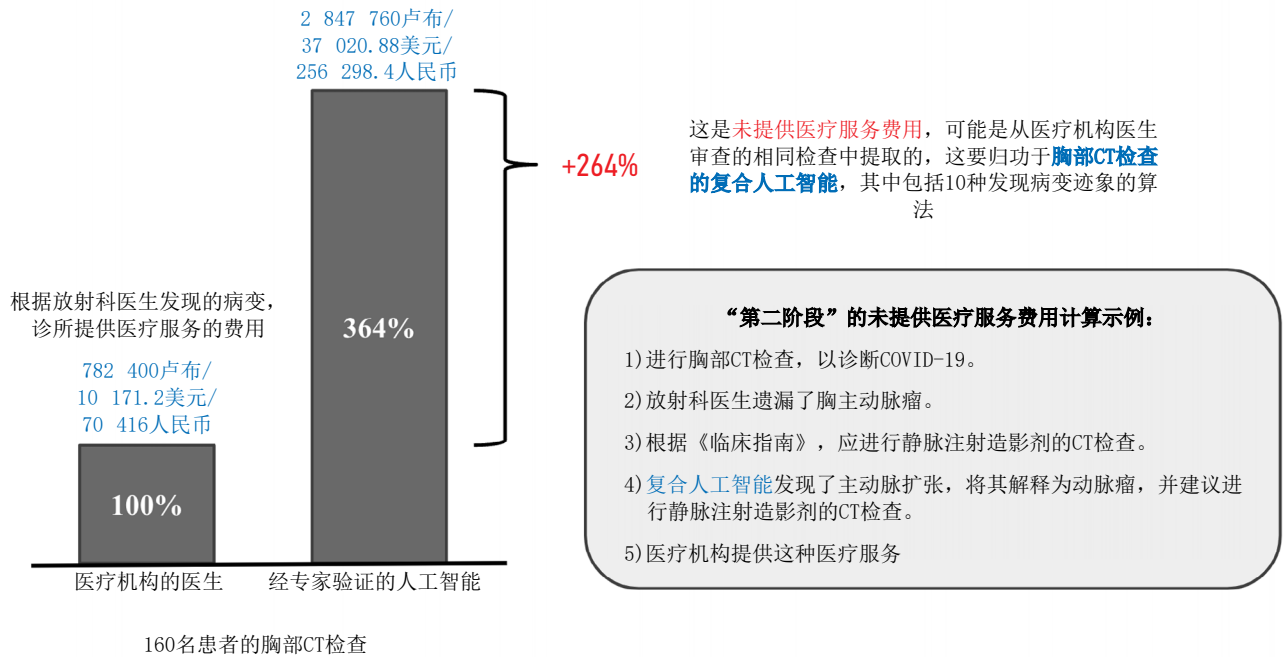 2 847 760卢布/
37 020.88美元/
256 298.4人民币
+264%
这是未提供医疗服务费用，可能是从医疗机构医生
审查的相同检查中提取的，这要归功于胸部CT检查
的复合人工智能，其中包括10种发现病变迹象的算
法
根据放射科医生发现的病变，
诊所提供医疗服务的费用
782 400卢布/
10 171.2美元/
70 416人民币
364%
100%
医疗机构的医生
经专家验证的人工智能
160名患者的胸部CT检查
“第二阶段”的未提供医疗服务费用计算示例：
1)进行胸部CT检查，以诊断COVID-19。
2)放射科医生遗漏了胸主动脉瘤。
3)根据《临床指南》，应进行静脉注射造影剂的CT检查。
4)复合人工智能发现了主动脉扩张，将其解释为动脉瘤，并建议进
行静脉注射造影剂的CT检查。
5)医疗机构提供这种医疗服务